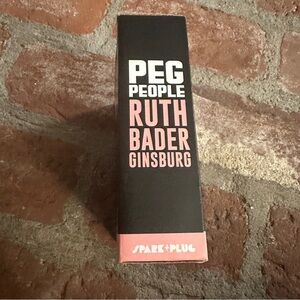 PEG
PEOPLE
RUTH
BADER
GINSBURG
SPARK+PLUG